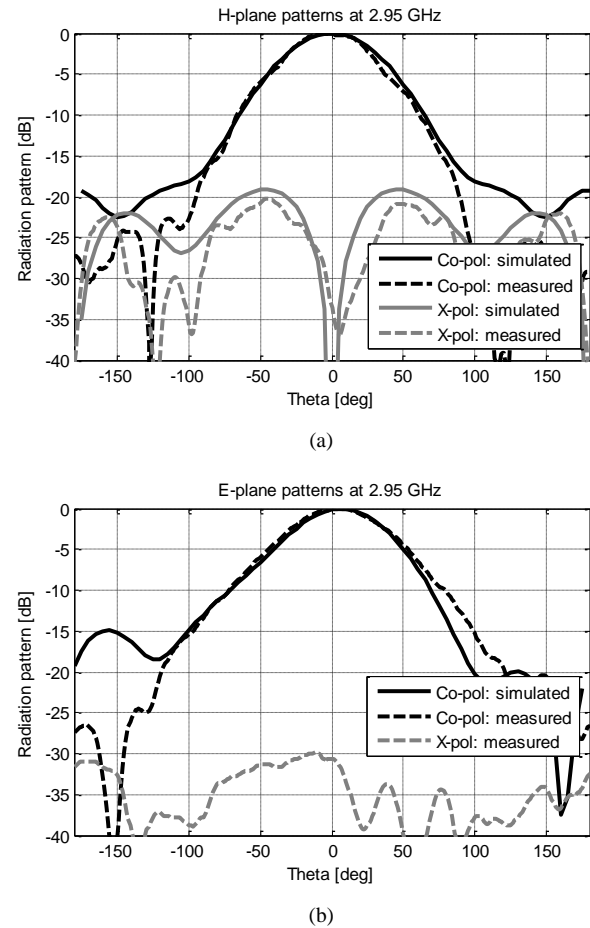 H-plane patterns at 2.95 GHz
0
-5
-10
-15
-20
-25
-30
-35
-40
Radiation pattern [dB]
Co-pol: simulated
Co-pol: measured
X-pol: simulated
X-pol: measured
-150 -100 -50 0 50 100 150
Theta [deg]
(a)
E-plane patterns at 2.95 GHz
0
-5
-10
-15
-20
-25
-30
-35
-40
Radiation pattern [dB]
Co-pol: simulated
Co-pol: measured
X-pol: measured
-150 -100 -50 0 50 100 150
Theta [deg]
(b)